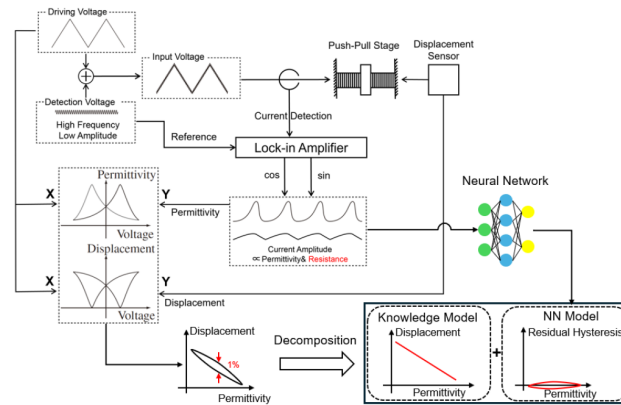 Driving Voltage
Input Voltage
Push-Pull Stage
Displacement
Sensor
Detection Voltage
High Frequency
Low Amplitude
Current Detection
Reference
Lock-in Amplifier
cos
sin
X
Permittivity
Voltage
Y
Permittivity
Current Amplitude
∝ Permittivity& Resistance
Neural Network
Displacement
X
Voltage
Y
Displacement
Displacement
1%
Permittivity
Decomposition
Knowledge Model
Displacement
Permittivity
+
NN Model
Residual Hysteresis
Permittivity